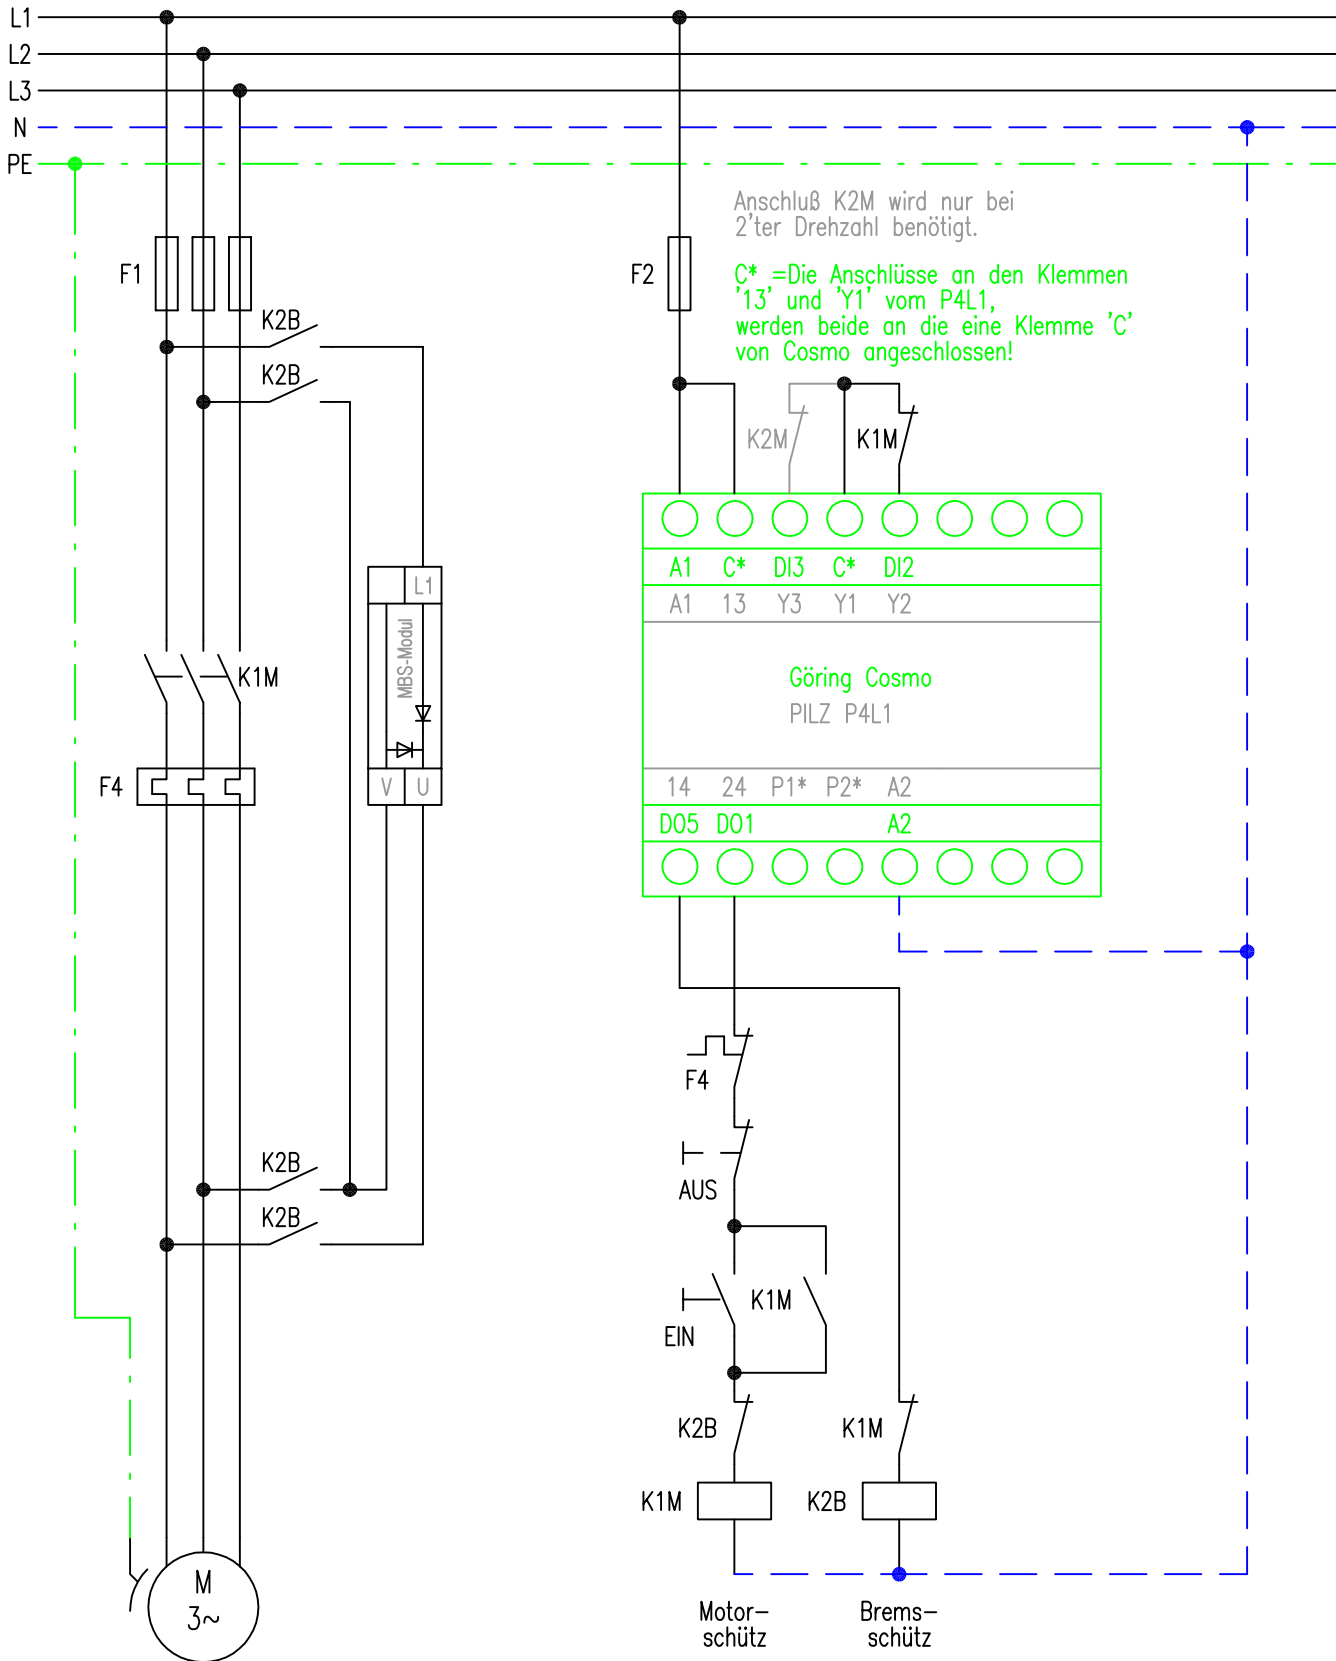 L1
L2
L3
N
PE
Anschluß K2M wird nur bei
2'ter Drehzahl benötigt.
C* =Die Anschlüsse an den Klemmen
'13' und 'Y1' vom P4L1,
werden beide an die eine Klemme 'C'
von Cosmo angeschlossen!
F1
F2
K2B
K2B
K2M
K1M
A1 C* DI3 C* DI2
A1 13 Y3 Y1 Y2
L1
MBS-Modul
V U
K1M
F4
Göring Cosmo
PILZ P4L1
14 24 P1* P2* A2
DO5 DO1 A2
F4
AUS
K2B
K2B
K1M
EIN
K2B
K1M
K1M
K2B
M
3~
Motor-
schütz
Brems-
schütz